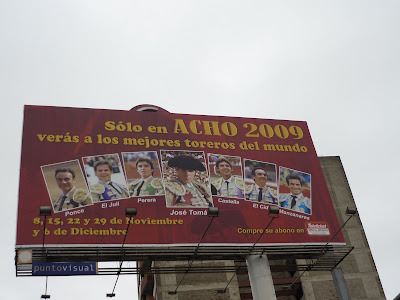 Sólo en ACHO 2009
verás a los mejores toreros del mundo
Ponce
El Juli
Perera
José Tomá
Castella
El Cid
Manzanares
8, 15, 22 y 29 de Noviembre
y 6 de Diciembre
Compre su abono en
puntovisual